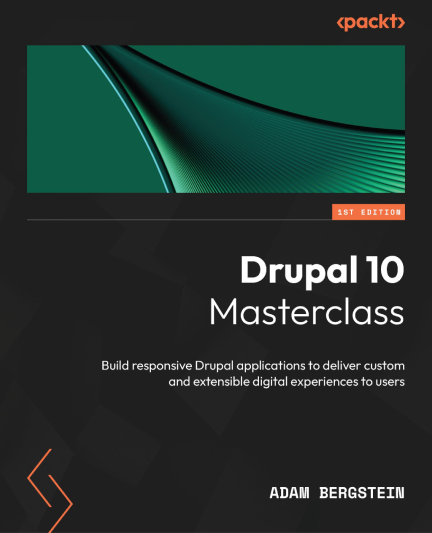 <packt>
1ST EDITION
Drupal 10
Masterclass
Build responsive Drupal applications to deliver custom
and extensible digital experiences to users
ADAM BERGSTEIN